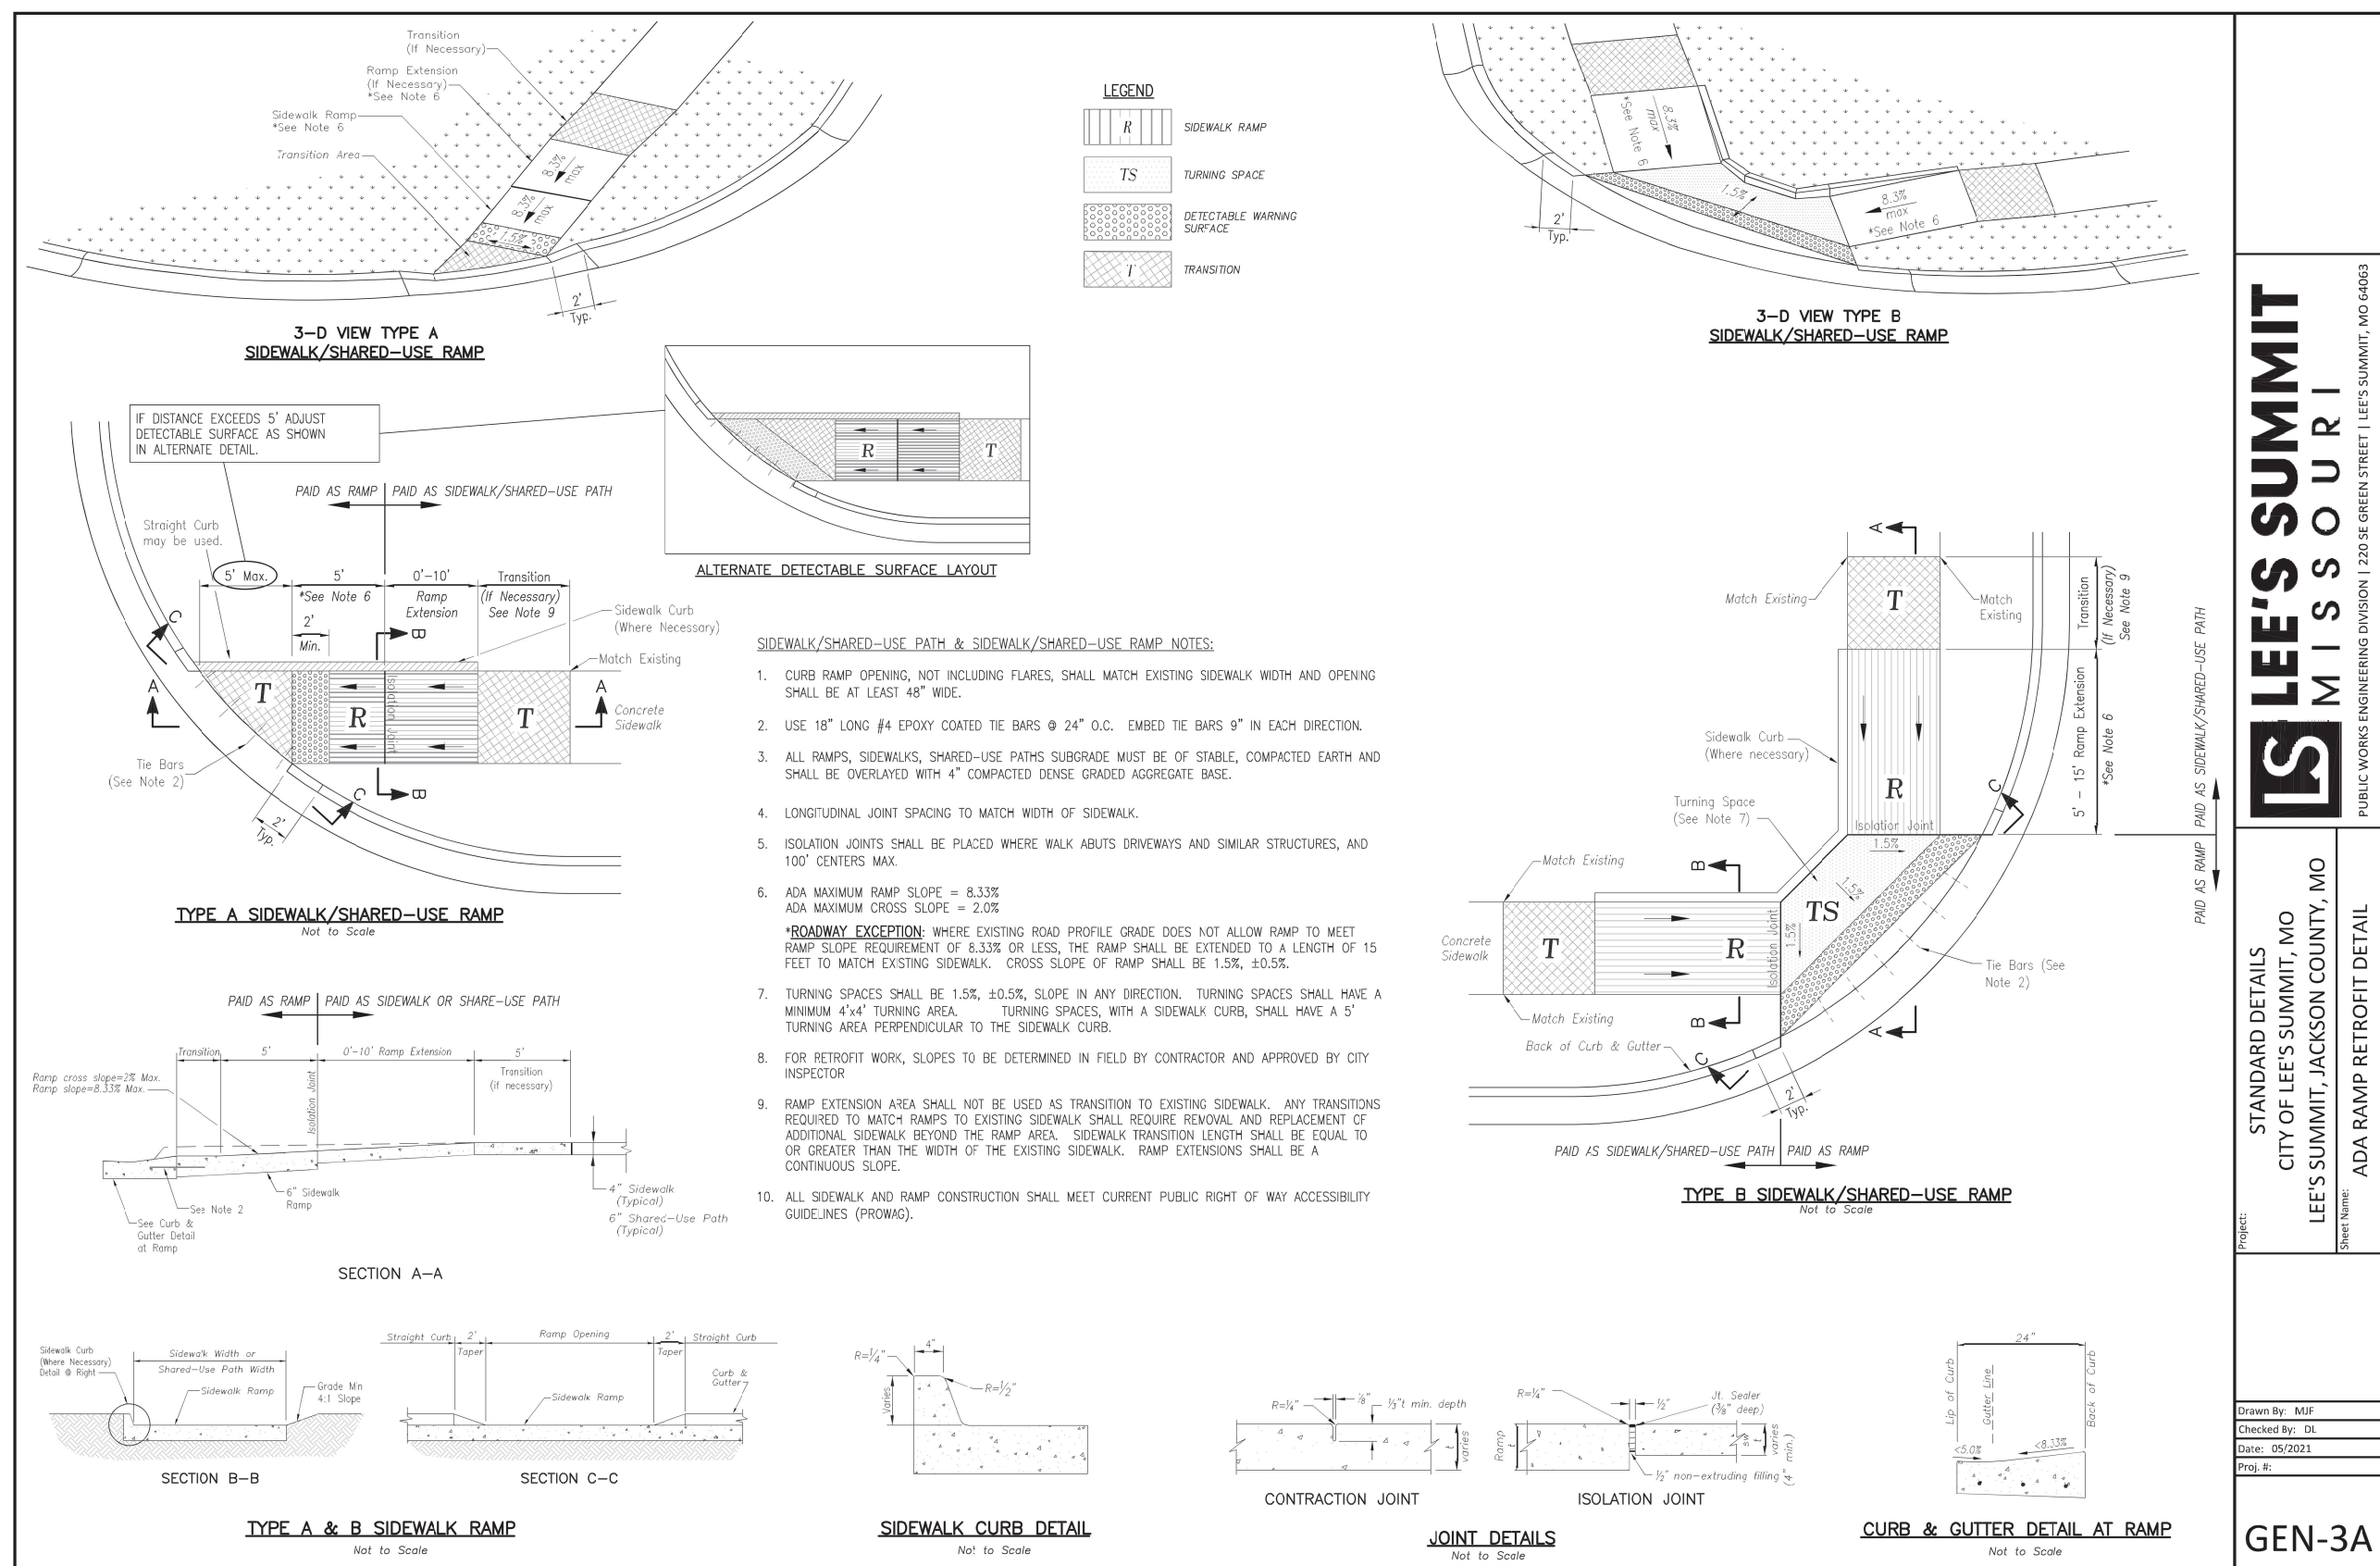 Transition
(If Necessary)
Ramp Extension
(If Necessary)
*See Note 6
Sidewalk Ramp
*See Note 6
Transition Area
8.3%
max
8.3%
max
1.5%
2'
Typ.
3-D VIEW TYPE A
SIDEWALK/SHARED-USE RAMP
LEGEND
R
SIDEWALK RAMP
TS
TURNING SPACE
DETECTABLE WARNING
SURFACE
T
TRANSITION
8.3%
max
*See Note 6
1.5%
8.3%
max
*See Note 6
2'
Typ.
3-D VIEW TYPE B
SIDEWALK/SHARED-USE RAMP
IF DISTANCE EXCEEDS 5' ADJUST
DETECTABLE SURFACE AS SHOWN
IN ALTERNATE DETAIL.
R
T
ALTERNATE DETECTABLE SURFACE LAYOUT
PAID AS RAMP
PAID AS SIDEWALK/SHARED-USE PATH
Straight Curb
may be used.
5' Max.
5'
*See Note 6
0'-10'
Ramp
Extension
Transition
(If Necessary)
See Note 9
2'
Min.
B
Sidewalk Curb
(Where Necessary)
Match Existing
C
A
T
R
Isolation Joint
T
A
Concrete
Sidewalk
Tie Bars
(See Note 2)
C
B
2'
Typ.
TYPE A SIDEWALK/SHARED-USE RAMP
Not to Scale
PAID AS RAMP
PAID AS SIDEWALK OR SHARE-USE PATH
Transition
5'
0'-10' Ramp Extension
5'
Transition
(if necessary)
Ramp cross slope=2% Max.
Ramp slope=8.33% Max.
Isolation Joint
See Note 2
6" Sidewalk
Ramp
See Curb &
Gutter Detail
at Ramp
4" Sidewalk
(Typical)
6" Shared-Use Path
(Typical)
SECTION A-A
SIDEWALK/SHARED-USE PATH & SIDEWALK/SHARED-USE RAMP NOTES:
1. CURB RAMP OPENING, NOT INCLUDING FLARES, SHALL MATCH EXISTING SIDEWALK WIDTH AND OPENING
SHALL BE AT LEAST 48" WIDE.
2. USE 18" LONG #4 EPOXY COATED TIE BARS @ 24" O.C. EMBED TIE BARS 9" IN EACH DIRECTION.
3. ALL RAMPS, SIDEWALKS, SHARED-USE PATHS SUBGRADE MUST BE OF STABLE, COMPACTED EARTH AND
SHALL BE OVERLAYED WITH 4" COMPACTED DENSE GRADED AGGREGATE BASE.
4. LONGITUDINAL JOINT SPACING TO MATCH WIDTH OF SIDEWALK.
5. ISOLATION JOINTS SHALL BE PLACED WHERE WALK ABUTS DRIVEWAYS AND SIMILAR STRUCTURES, AND
100' CENTERS MAX.
6. ADA MAXIMUM RAMP SLOPE = 8.33%
ADA MAXIMUM CROSS SLOPE = 2.0%
*ROADWAY EXCEPTION: WHERE EXISTING ROAD PROFILE GRADE DOES NOT ALLOW RAMP TO MEET
RAMP SLOPE REQUIREMENT OF 8.33% OR LESS, THE RAMP SHALL BE EXTENDED TO A LENGTH OF 15
FEET TO MATCH EXISTING SIDEWALK. CROSS SLOPE OF RAMP SHALL BE 1.5%, ±0.5%.
7. TURNING SPACES SHALL BE 1.5%, ±0.5%, SLOPE IN ANY DIRECTION. TURNING SPACES SHALL HAVE A
MINIMUM 4'x4' TURNING AREA. TURNING SPACES, WITH A SIDEWALK CURB, SHALL HAVE A 5'
TURNING AREA PERPENDICULAR TO THE SIDEWALK CURB.
8. FOR RETROFIT WORK, SLOPES TO BE DETERMINED IN FIELD BY CONTRACTOR AND APPROVED BY CITY
INSPECTOR
9. RAMP EXTENSION AREA SHALL NOT BE USED AS TRANSITION TO EXISTING SIDEWALK. ANY TRANSITIONS
REQUIRED TO MATCH RAMPS TO EXISTING SIDEWALK SHALL REQUIRE REMOVAL AND REPLACEMENT OF
ADDITIONAL SIDEWALK BEYOND THE RAMP AREA. SIDEWALK TRANSITION LENGTH SHALL BE EQUAL TO
OR GREATER THAN THE WIDTH OF THE EXISTING SIDEWALK. RAMP EXTENSIONS SHALL BE A
CONTINUOUS SLOPE.
10. ALL SIDEWALK AND RAMP CONSTRUCTION SHALL MEET CURRENT PUBLIC RIGHT OF WAY ACCESSIBILITY
GUIDELINES (PROWAG).
A
Match Existing
T
Match
Existing
Transition
(If Necessary)
See Note 9
5' - 15' Ramp Extension
*See Note 6
PAID AS SIDEWALK/SHARED-USE PATH
PAID AS RAMP
Sidewalk Curb
(Where necessary)
R
Turning Space
(See Note 7)
Isolation Joint
C
1.5%
Match Existing
B
1.5%
TS
Concrete
Sidewalk
T
R
Isolation Joint
1.5%
Tie Bars (See
Note 2)
Match Existing
B
A
Back of Curb & Gutter
C
2'
Typ.
PAID AS SIDEWALK/SHARED-USE PATH
PAID AS RAMP
TYPE B SIDEWALK/SHARED-USE RAMP
Not to Scale
Sidewalk Curb
(Where Necessary)
Detail @ Right
Sidewalk Width or
Shared-Use Path Width
Sidewalk Ramp
Grade Min
4:1 Slope
SECTION B-B
Straight Curb
2'
Taper
Ramp Opening
2'
Taper
Straight Curb
Curb &
Gutter
Sidewalk Ramp
SECTION C-C
TYPE A & B SIDEWALK RAMP
Not to Scale
4"
R=1/4"
R=1/2"
Varies
SIDEWALK CURB DETAIL
Not to Scale
R=1/4"
1/8"
1/3"t min. depth
t
varies
CONTRACTION JOINT
R=1/4"
1/2"
Jt. Sealer
(3/8" deep)
Ramp
t
sw
t
varies
(4" min.)
1/2" non-extruding filling
ISOLATION JOINT
JOINT DETAILS
Not to Scale
24"
Lip of Curb
Gutter Line
Back of Curb
<5.0%
<8.33%
CURB & GUTTER DETAIL AT RAMP
Not to Scale
LS LEE'S SUMMIT
MISSOURI
PUBLIC WORKS ENGINEERING DIVISION | 220 SE GREEN STREET | LEE'S SUMMIT, MO 64063
Project:
STANDARD DETAILS
CITY OF LEE'S SUMMIT, MO
LEE'S SUMMIT, JACKSON COUNTY, MO
Sheet Name:
ADA RAMP RETROFIT DETAIL
Drawn By: MJF
Checked By: DL
Date: 05/2021
Proj. #:
GEN-3A